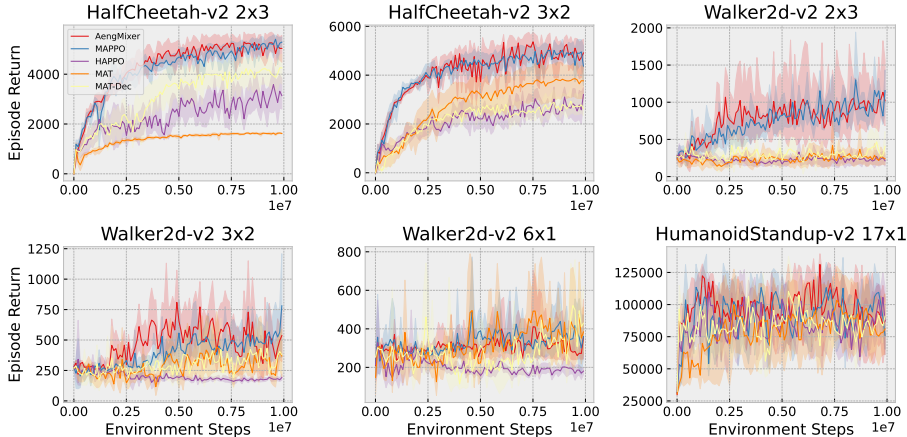 HalfCheetah-v2 2x3
HalfCheetah-v2 3x2
Walker2d-v2 2x3
Episode Return
AengMixer
MAPPO
HAPPO
MAT
MAT-Dec
4000
2000
0
0.0
0.25
0.5
0.75
1.00
1e7
6000
4000
2000
0
0.00
0.25
0.50
0.75
1.00
1e7
2000
1500
1000
500
0
0.00
0.25
0.50
0.75
1.00
1e7
Walker2d-v2 3x2
Walker2d-v2 6x1
HumanoidStandup-v2 17x1
Episode Return
1250
1000
750
500
250
0
0.00
0.25
0.50
0.75
1.00
1e7
Environment Steps
800
600
400
200
0.00
0.25
0.50
0.75
1.00
1e7
Environment Steps
125000
100000
75000
50000
25000
0.00
0.25
0.50
0.75
1.00
1e7
Environment Steps